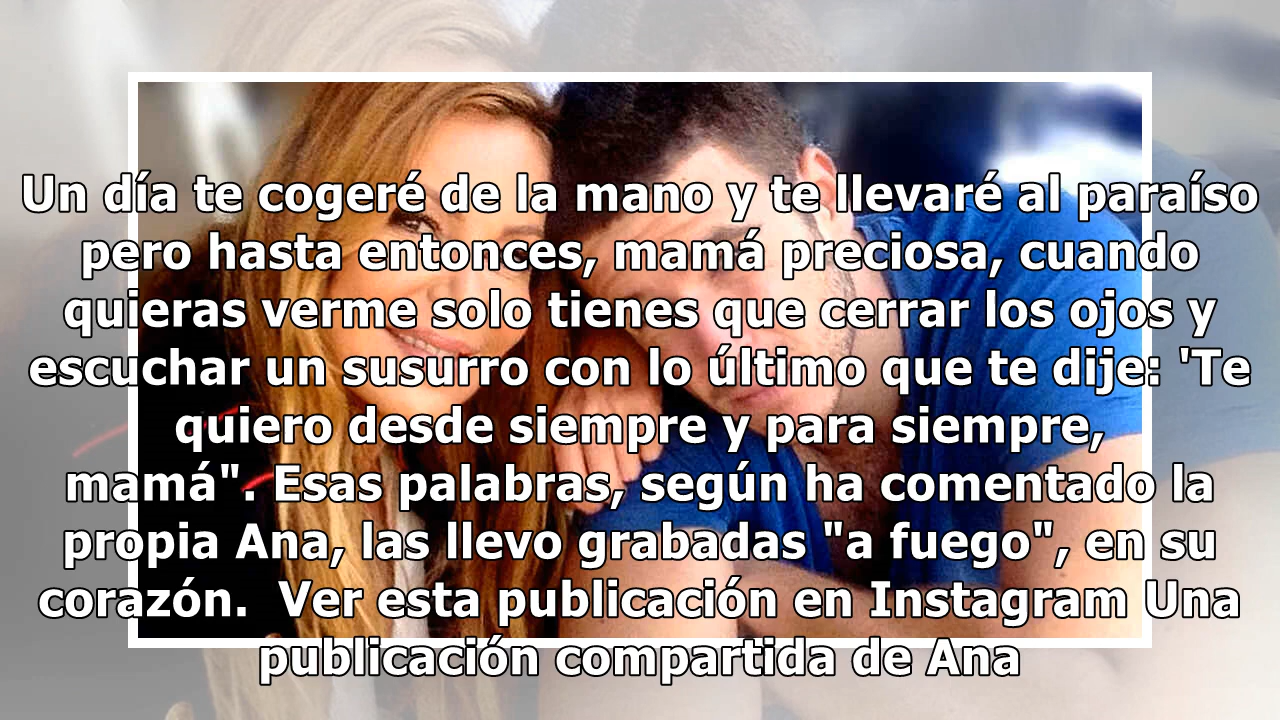 Un día te cogeré de la mano y te llevaré al paraíso
pero hasta entonces, mamá preciosa, cuando
quieras verme solo tienes que cerrar los ojos y
escuchar un susurro con lo último que te dije: 'Te
quiero desde siempre y para siempre,
mamá". Esas palabras, según ha comentado la
propia Ana, las llevo grabadas "a fuego", en su
corazón.  Ver esta publicación en Instagram Una
publicación compartida de Ana